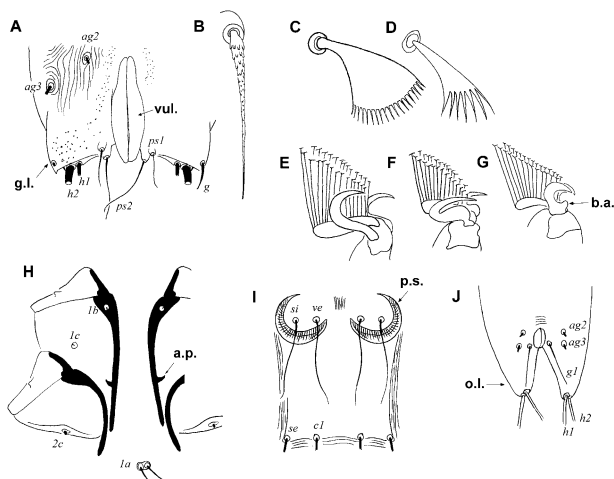 A
ag2
ag3
vul.
g.l.
h2
h1
ps1
ps2
g
B
C
D
E
F
G
b.a.
H
1b
1c
a.p.
2c
1a
I
p.s.
si
ve
se
c1
J
ag2
ag3
g1
o.l.
h1
h2